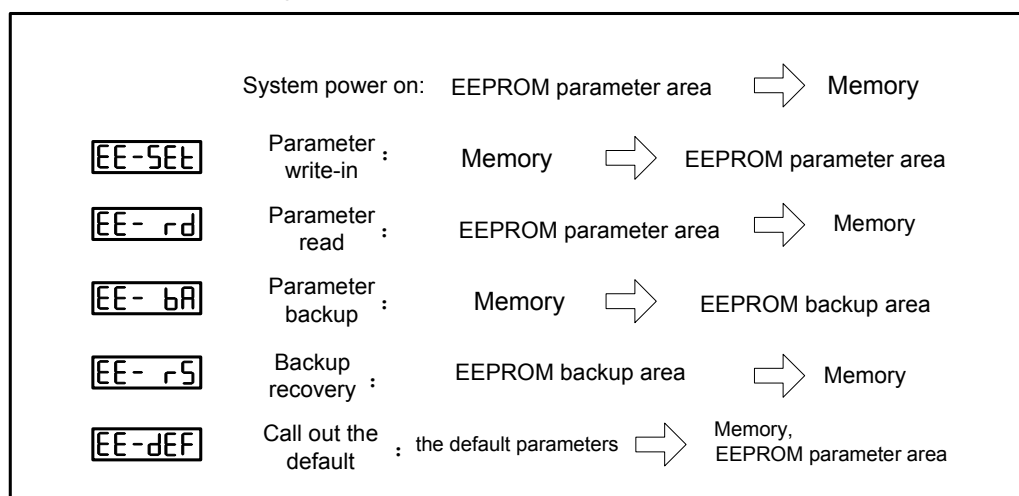 System power on: EEPROM parameter area Memory
EE-SEt Parameter write-in : Memory EEPROM parameter area
EE- rd Parameter read : EEPROM parameter area Memory
EE- bA Parameter backup : Memory EEPROM backup area
EE- rS Backup recovery : EEPROM backup area Memory
EE-dEF Call out the default : the default parameters Memory, EEPROM parameter area